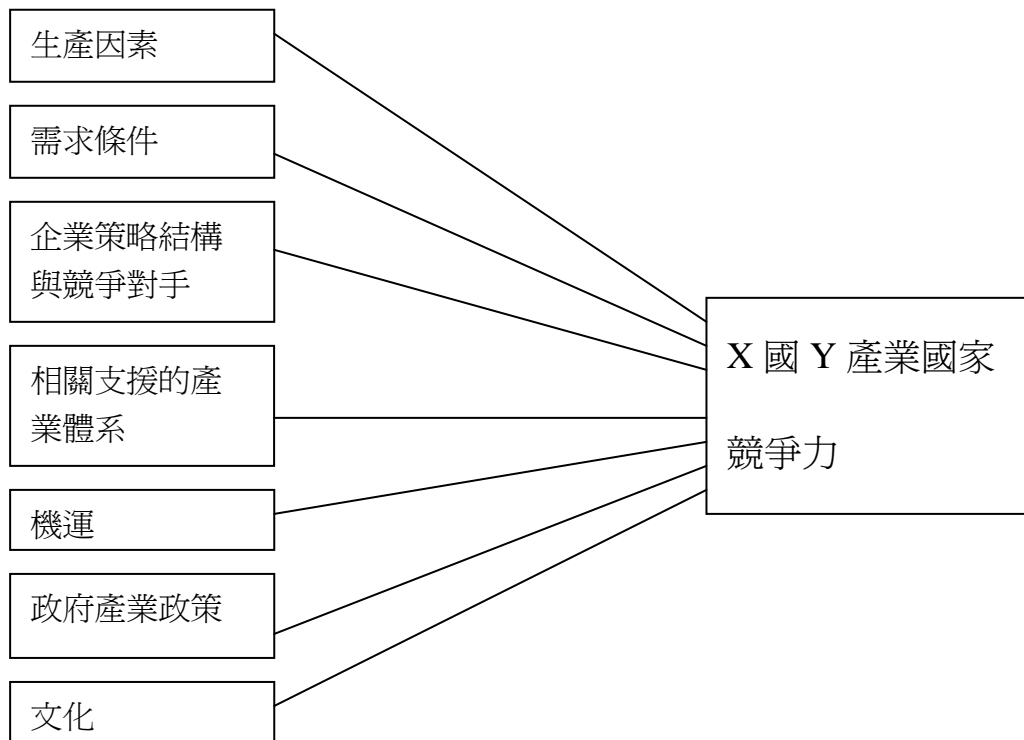 生產因素
需求條件
企業策略結構
與競爭對手
相關支援的產
業體系
機運
政府產業政策
文化
X 國 Y 產業國家
競爭力